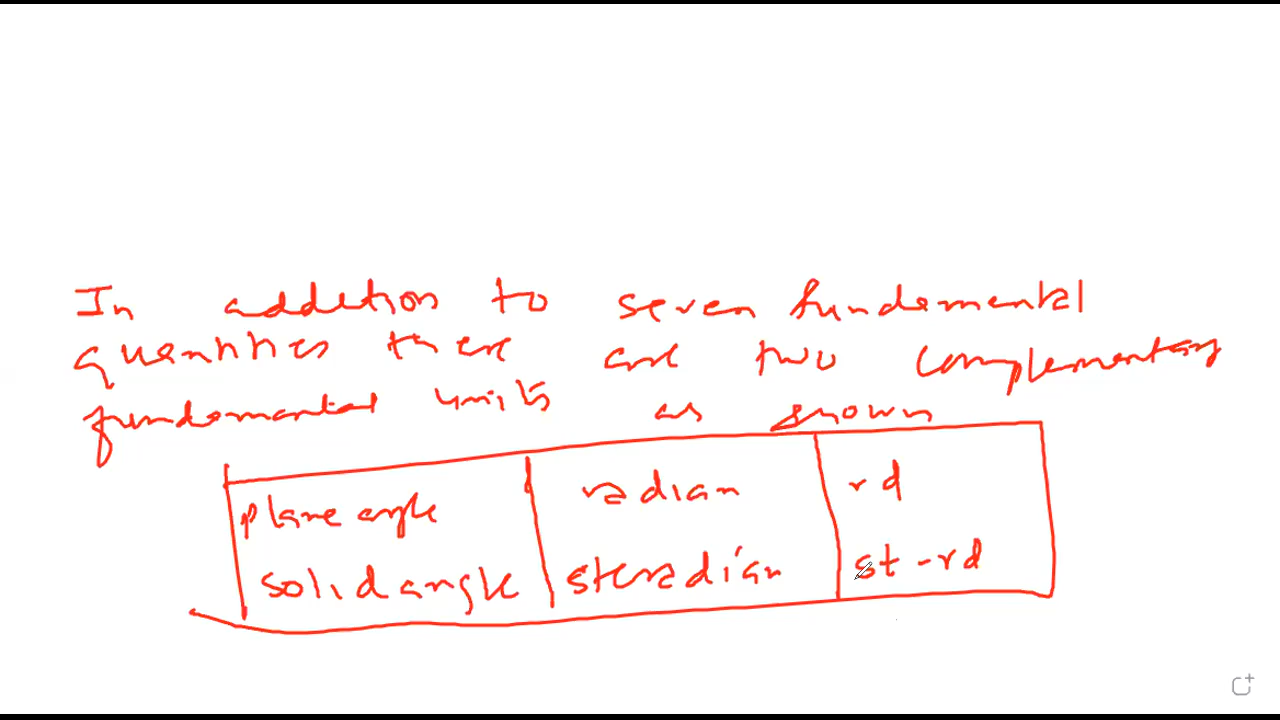 In addition to seven fundamental
quantities there are two complementary
fundamental units as shown
plane angle radian rd
solid angle steradian st-rd